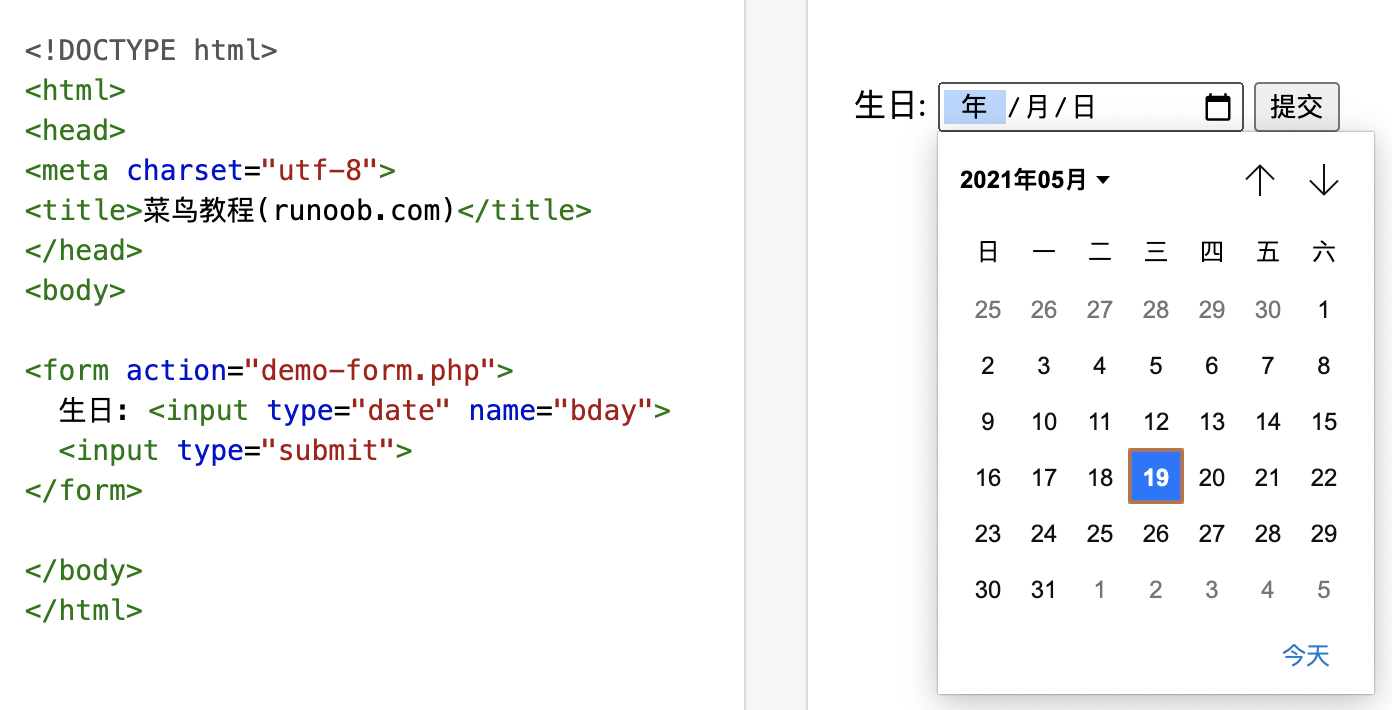 <!DOCTYPE html>
<html>
<head>
<meta charset="utf-8">
<title>菜鸟教程(runoob.com)</title>
</head>
<body>
<form action="demo-form.php">
生日: <input type="date" name="bday">
<input type="submit">
</form>
</body>
</html>
生日: 年/月/日 提交
2021年05月
日 一 二 三 四 五 六
25 26 27 28 29 30 1
2 3 4 5 6 7 8
9 10 11 12 13 14 15
16 17 18 19 20 21 22
23 24 25 26 27 28 29
30 31 1 2 3 4 5
今天